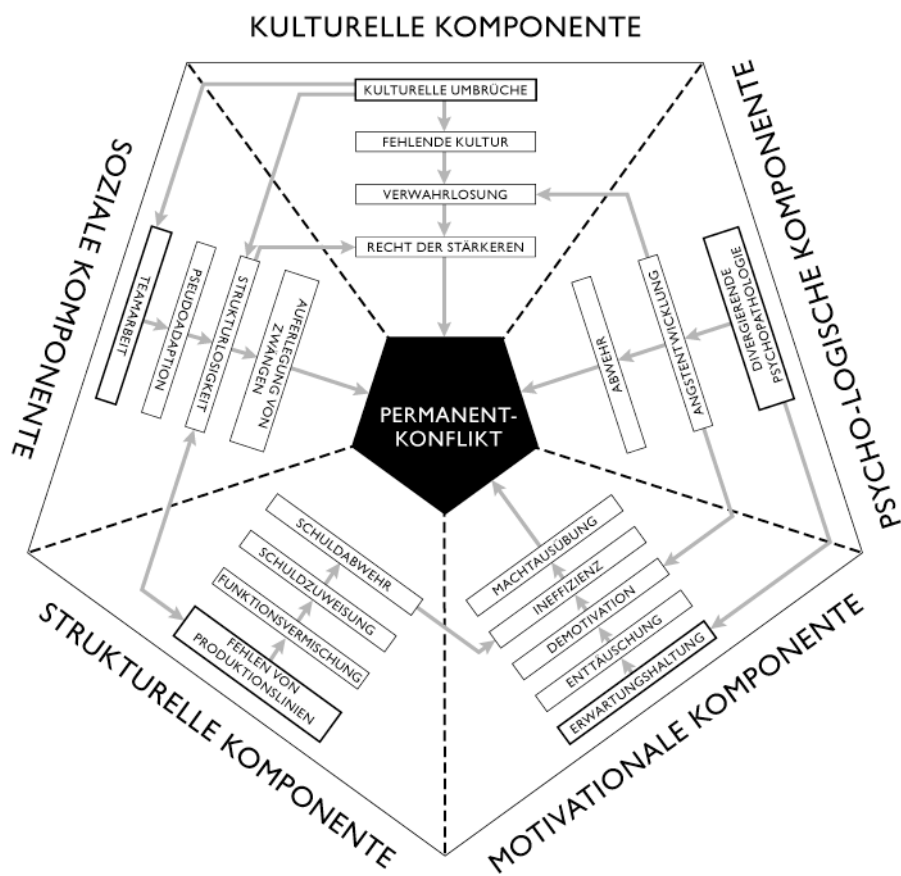 KULTURELLE KOMPONENTE
KULTURELLE UMBRÜCHE
FEHLENDE KULTUR
VERWAHRLOSUNG
RECHT DER STÄRKEREN
SOZIALE KOMPONENTE
TEAMARBEIT
PSEUDOADAPTION
STRUKTURLOSIGKEIT
AUFERLEGUNG VON
ZWÄNGEN
PERMANENT-
KONFLIKT
ABWEHR
ANGSTENTWICKLUNG
DIVERGIERENDE
PSYCHOPATHOLOGIE
PSYCHO-LOGISCHE KOMPONENTE
SCHULDABWEHR
SCHULDZUWEISUNG
FUNKTIONSVERMISCHUNG
FEHLEN VON
PRODUKTIONSLINIEN
STRUKTURELLE KOMPONENTE
MACHTAUSÜBUNG
INEFFIZIENZ
DEMOTIVATION
ENTTÄUSCHUNG
ERWARTUNGSHALTUNG
MOTIVATIONALE KOMPONENTE